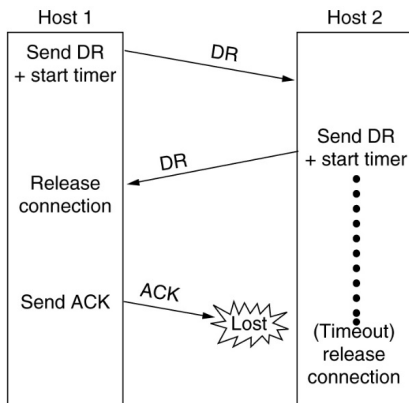 Host 1
Host 2
Send DR
+ start timer
DR
Send DR
+ start timer
DR
Release
connection
Send ACK
ACK
Lost
(Timeout)
release
connection